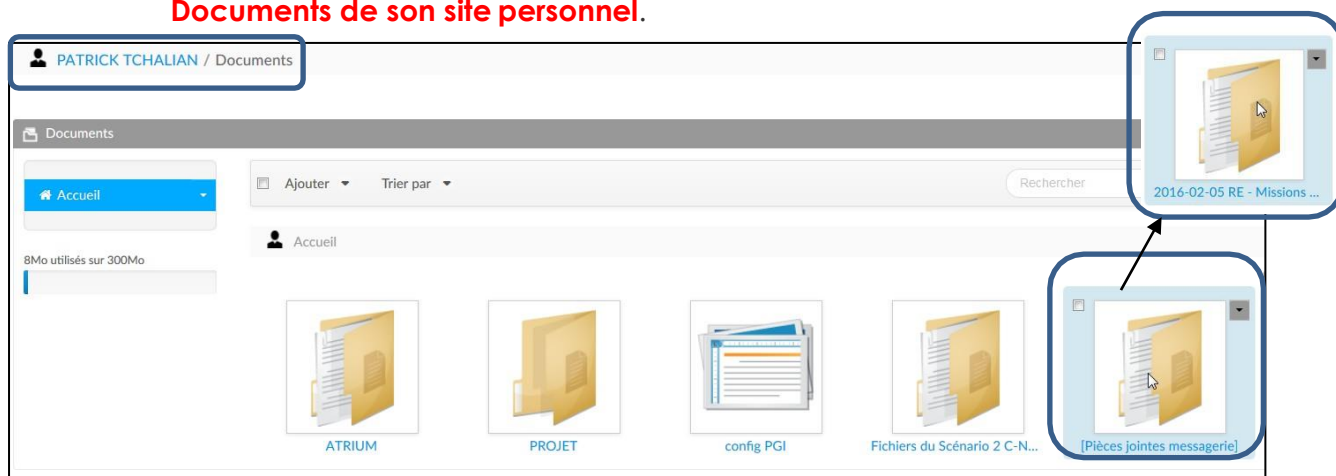 Documents de son site personnel.
PATRICK TCHALIAN / Documents
Documents
Accueil
Ajouter
Trier par
Rechercher
2016-02-05 RE - Missions ...
Accueil
8Mo utilisés sur 300Mo
ATRIUM
PROJET
config PGI
Fichiers du Scénario 2 C-N...
[Pièces jointes messagerie]